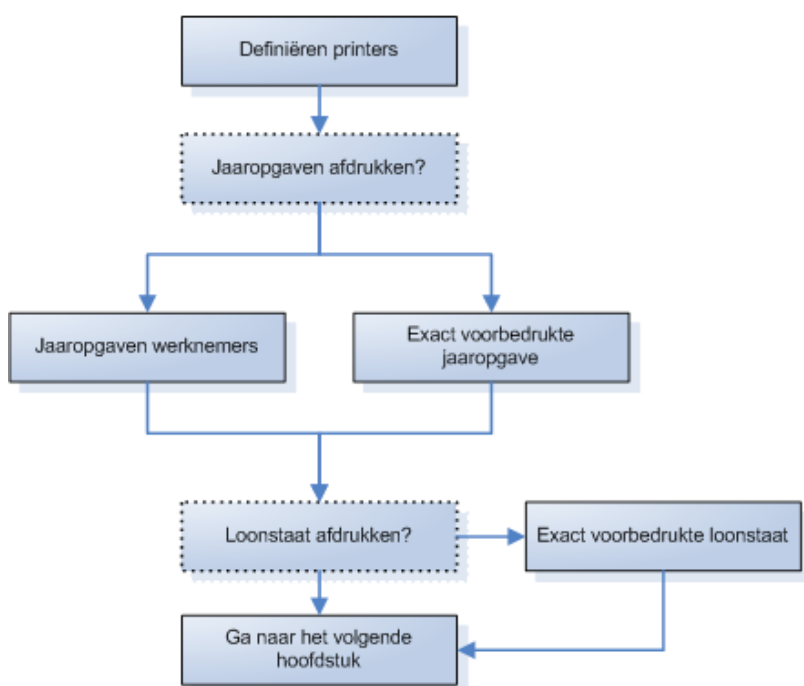 Definiëren printers
Jaaropgaven afdrukken?
Jaaropgaven werknemers
Exact voorbedrukte
jaaropgave
Loonstaat afdrukken?
Exact voorbedrukte loonstaat
Ga naar het volgende
hoofdstuk